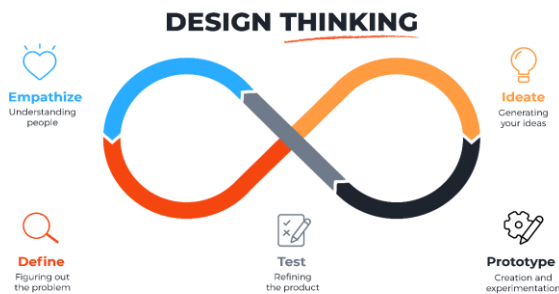 DESIGN THINKING
Empathize
Understanding
people
Ideate
Generating
your ideas
Define
Figuring out
the problem
Test
Refining
the product
Prototype
Creation and
experimentation